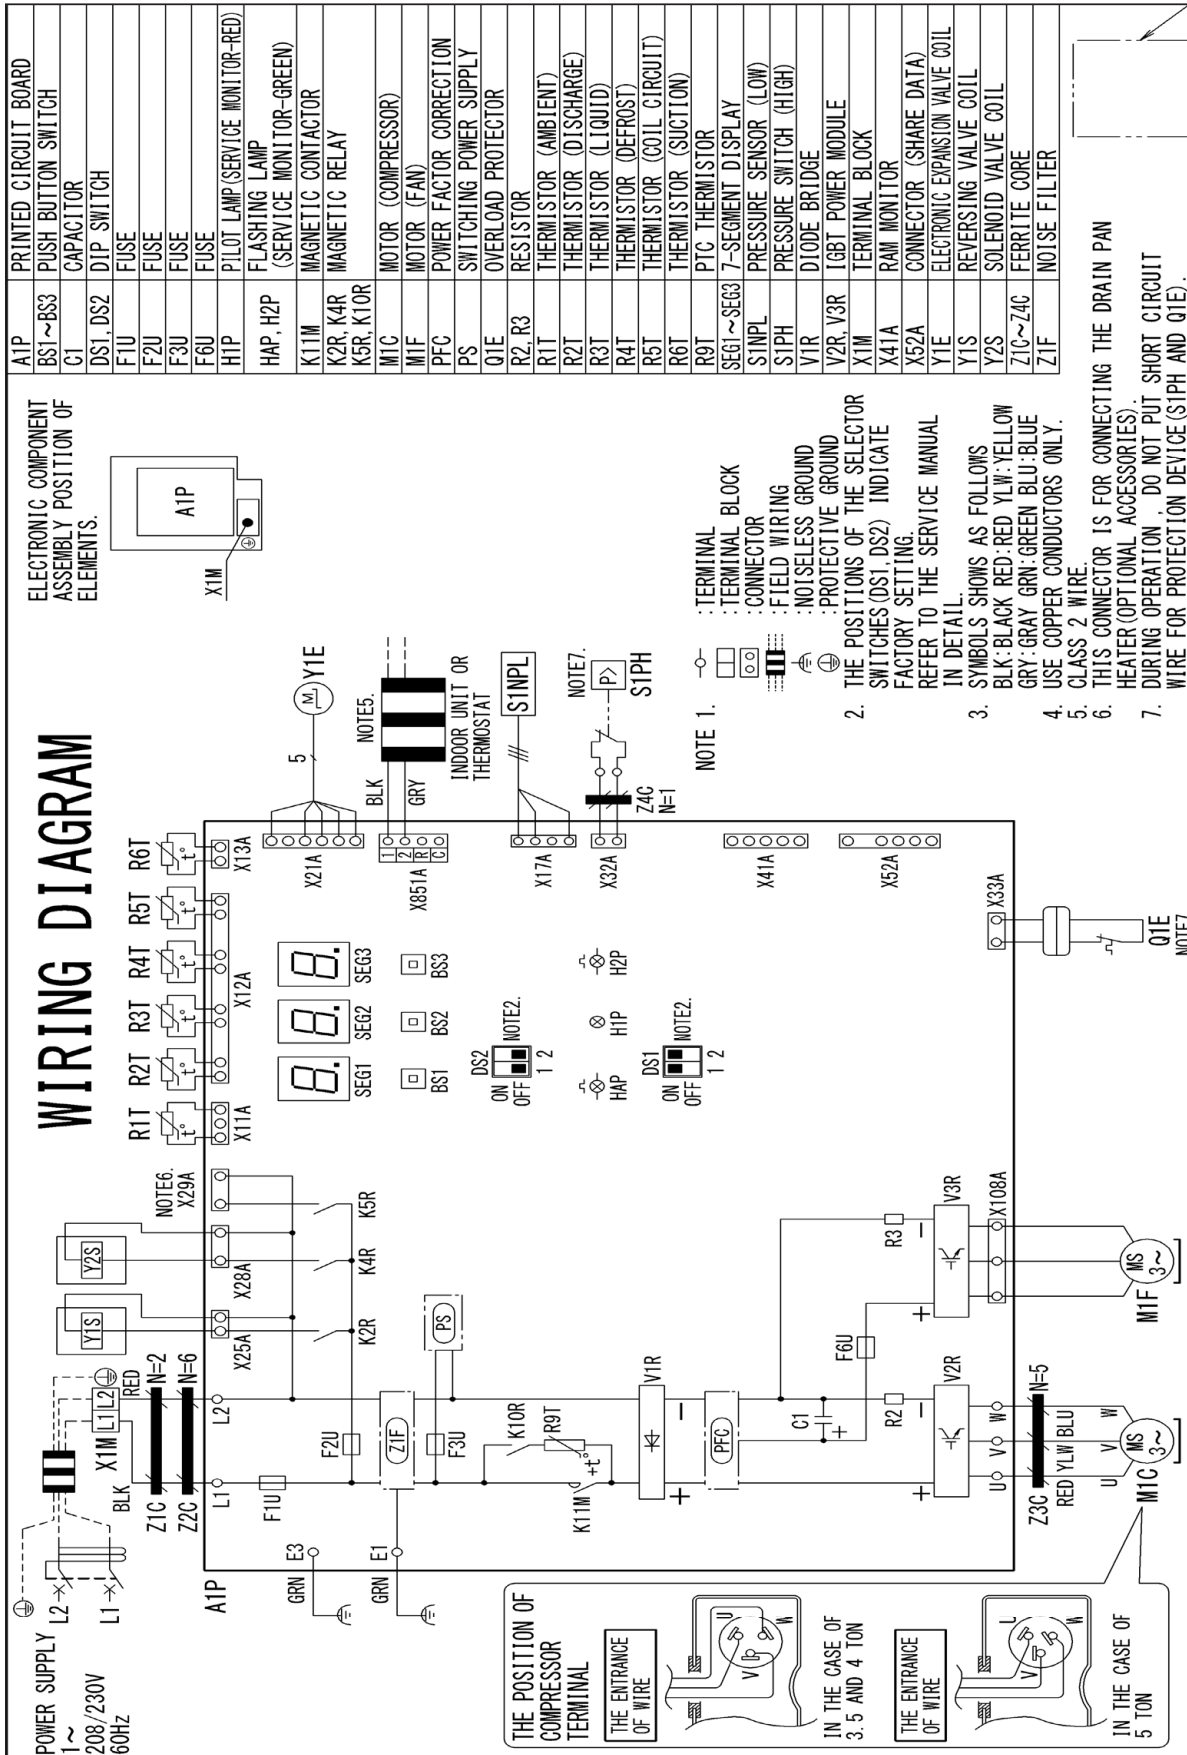 WIRING DIAGRAM
POWER SUPPLY
1~
208/230V
60Hz
L2
L1
X1M
L1 L2
BLK
RED
Z1C
N=2
Z2C
N=6
Y1S
Y2S
NOTE6.
X25A
X28A
X29A
R1T
R2T
R3T
R4T
R5T
R6T
t°
t°
t°
t°
t°
t°
X11A
X12A
X13A
A1P
L1
L2
F1U
F2U
K2R
K4R
K5R
GRN
E3
GRN
E1
Z1F
F3U
PS
K10R
R9T
+t°
K11M
V1R
+
-
PFC
C1
+
F6U
R2
R3
+
-
V2R
+
-
V3R
U
V
W
X108A
Z3C
N=5
RED YLW BLU
U
V
W
MS
3~
M1C
MS
3~
M1F
SEG1
SEG2
SEG3
BS1
BS2
BS3
DS2
ON
OFF
1 2
NOTE2.
HAP
H1P
H2P
DS1
ON
OFF
1 2
NOTE2.
X21A
5
M
Y1E
X851A
1
2
R
C
BLK
GRY
NOTE5.
INDOOR UNIT OR
THERMOSTAT
X17A
S1NPL
X32A
Z4C
N=1
NOTE7.
P>
S1PH
X41A
X52A
X33A
Q1E
NOTE7
THE POSITION OF
COMPRESSOR
TERMINAL
THE ENTRANCE
OF WIRE
U
V
W
IN THE CASE OF
3.5 AND 4 TON
THE ENTRANCE
OF WIRE
V
W
IN THE CASE OF
5 TON
ELECTRONIC COMPONENT
ASSEMBLY POSITION OF
ELEMENTS.
A1P
X1M
NOTE 1.
:TERMINAL
:TERMINAL BLOCK
:CONNECTOR
:FIELD WIRING
:NOISELESS GROUND
:PROTECTIVE GROUND
2. THE POSITIONS OF THE SELECTOR
SWITCHES(DS1,DS2) INDICATE
FACTORY SETTING.
REFER TO THE SERVICE MANUAL
IN DETAIL.
3. SYMBOLS SHOWS AS FOLLOWS
BLK:BLACK RED:RED YLW:YELLOW
GRY:GRAY GRN:GREEN BLU:BLUE
4. USE COPPER CONDUCTORS ONLY.
5. CLASS 2 WIRE.
6. THIS CONNECTOR IS FOR CONNECTING THE DRAIN PAN
HEATER(OPTIONAL ACCESSORIES).
7. DURING OPERATION , DO NOT PUT SHORT CIRCUIT
WIRE FOR PROTECTION DEVICE(S1PH AND Q1E).
A1P PRINTED CIRCUIT BOARD
BS1~BS3 PUSH BUTTON SWITCH
C1 CAPACITOR
DS1, DS2 DIP SWITCH
F1U FUSE
F2U FUSE
F3U FUSE
F6U FUSE
H1P PILOT LAMP(SERVICE MONITOR-RED)
HAP, H2P FLASHING LAMP
(SERVICE MONITOR-GREEN)
K11M MAGNETIC CONTACTOR
K2R, K4R MAGNETIC RELAY
K5R, K10R
M1C MOTOR (COMPRESSOR)
M1F MOTOR (FAN)
PFC POWER FACTOR CORRECTION
PS SWITCHING POWER SUPPLY
Q1E OVERLOAD PROTECTOR
R2, R3 RESISTOR
R1T THERMISTOR (AMBIENT)
R2T THERMISTOR (DISCHARGE)
R3T THERMISTOR (LIQUID)
R4T THERMISTOR (DEFROST)
R5T THERMISTOR (COIL CIRCUIT)
R6T THERMISTOR (SUCTION)
R9T PTC THERMISTOR
SEG1~SEG3 7-SEGMENT DISPLAY
S1NPL PRESSURE SENSOR (LOW)
S1PH PRESSURE SWITCH (HIGH)
V1R DIODE BRIDGE
V2R, V3R IGBT POWER MODULE
X1M TERMINAL BLOCK
X41A RAM MONITOR
X52A CONNECTOR (SHARE DATA)
Y1E ELECTRONIC EXPANSION VALVE COIL
Y1S REVERSING VALVE COIL
Y2S SOLENOID VALVE COIL
Z1C~Z4C FERRITE CORE
Z1F NOISE FILTER